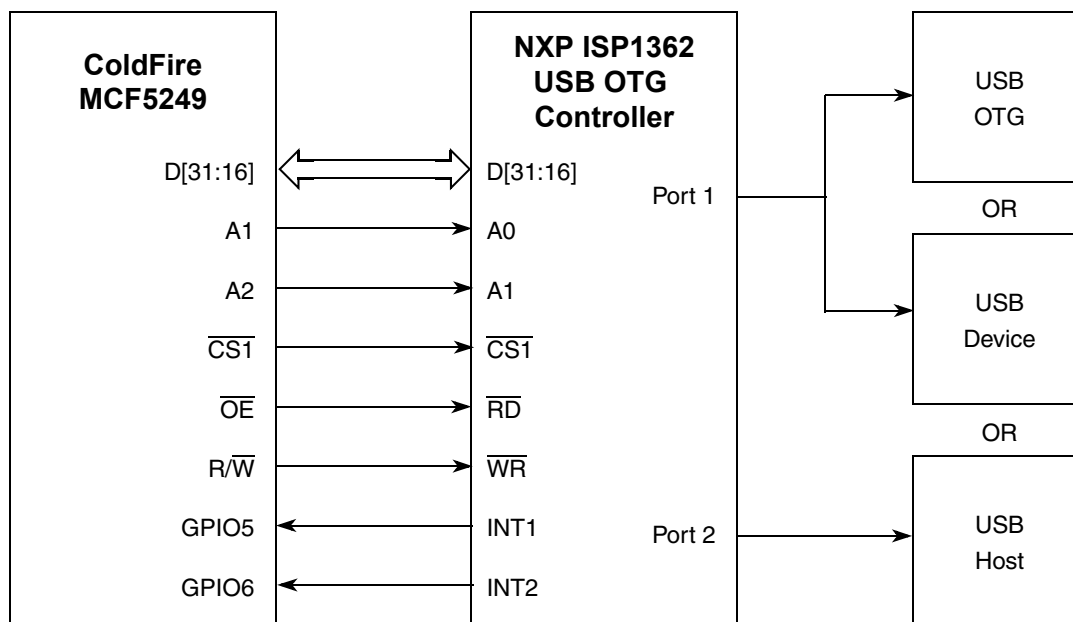 ColdFire
MCF5249
D[31:16]
A1
A2
CS1
OE
R/W
GPIO5
GPIO6
NXP ISP1362
USB OTG
Controller
D[31:16]
A0
A1
CS1
RD
WR
INT1
INT2
Port 1
Port 2
USB
OTG
OR
USB
Device
OR
USB
Host